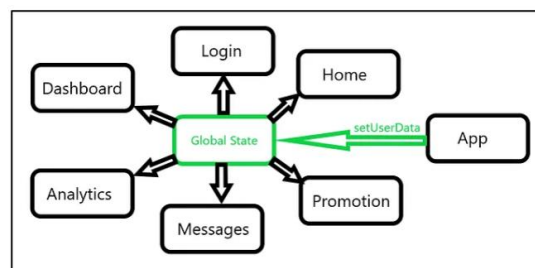 Login
Dashboard
Home
setUserData
Global State
App
Analytics
Promotion
Messages